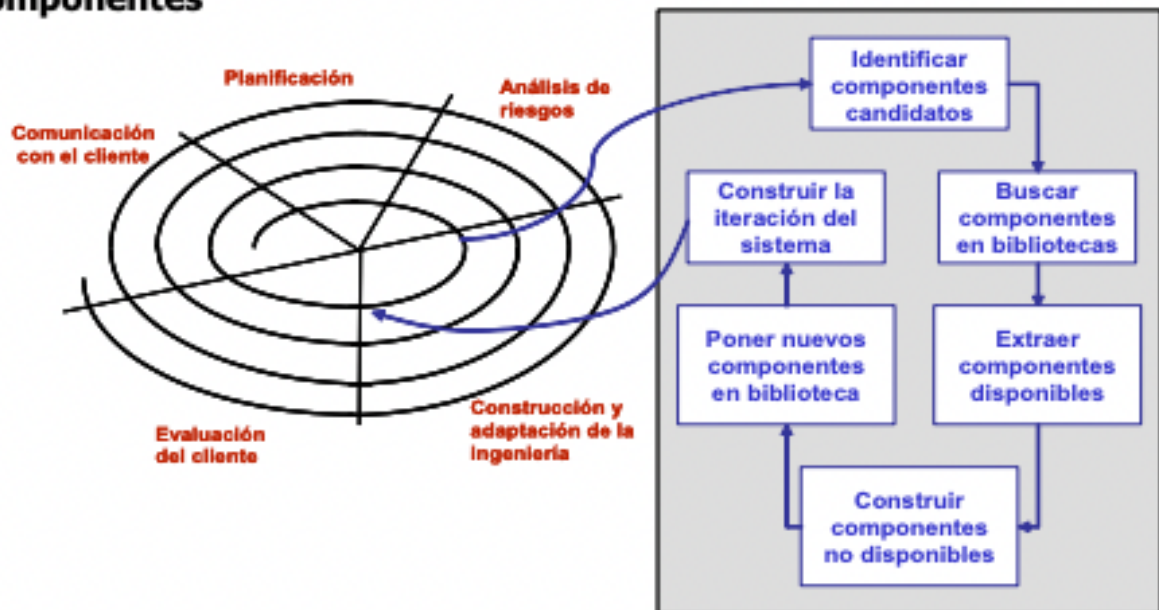 Planificación
Análisis de
riesgos
Comunicación
con el cliente
Evaluación
del cliente
Construcción y
adaptación de la
Ingeniería
Identificar
componentes
candidatos
Buscar
componentes
en bibliotecas
Extraer
componentes
disponibles
Construir
componentes
no disponibles
Poner nuevos
componentes
en biblioteca
Construir la
iteración del
sistema